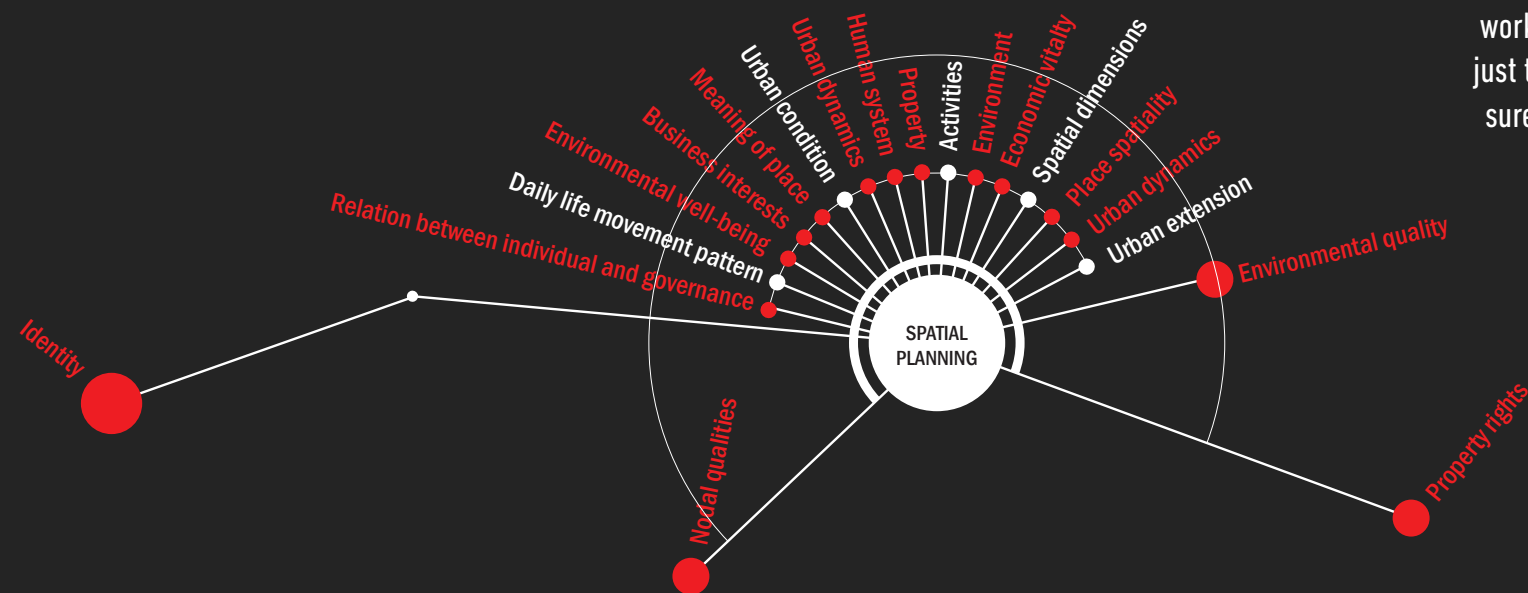 worl
just t
sure
Identity
Relation between individual and governance
Daily life movement pattern
Environmental well-being
Business interests
Meaning of place
Urban condition
Urban dynamics
Human system
Property
Activities
Environment
Economic vitalty
Spatial dimensions
Place spatiality
Urban dynamics
Urban extension
Environmental quality
Property rights
Nodal qualities
SPATIAL
PLANNING